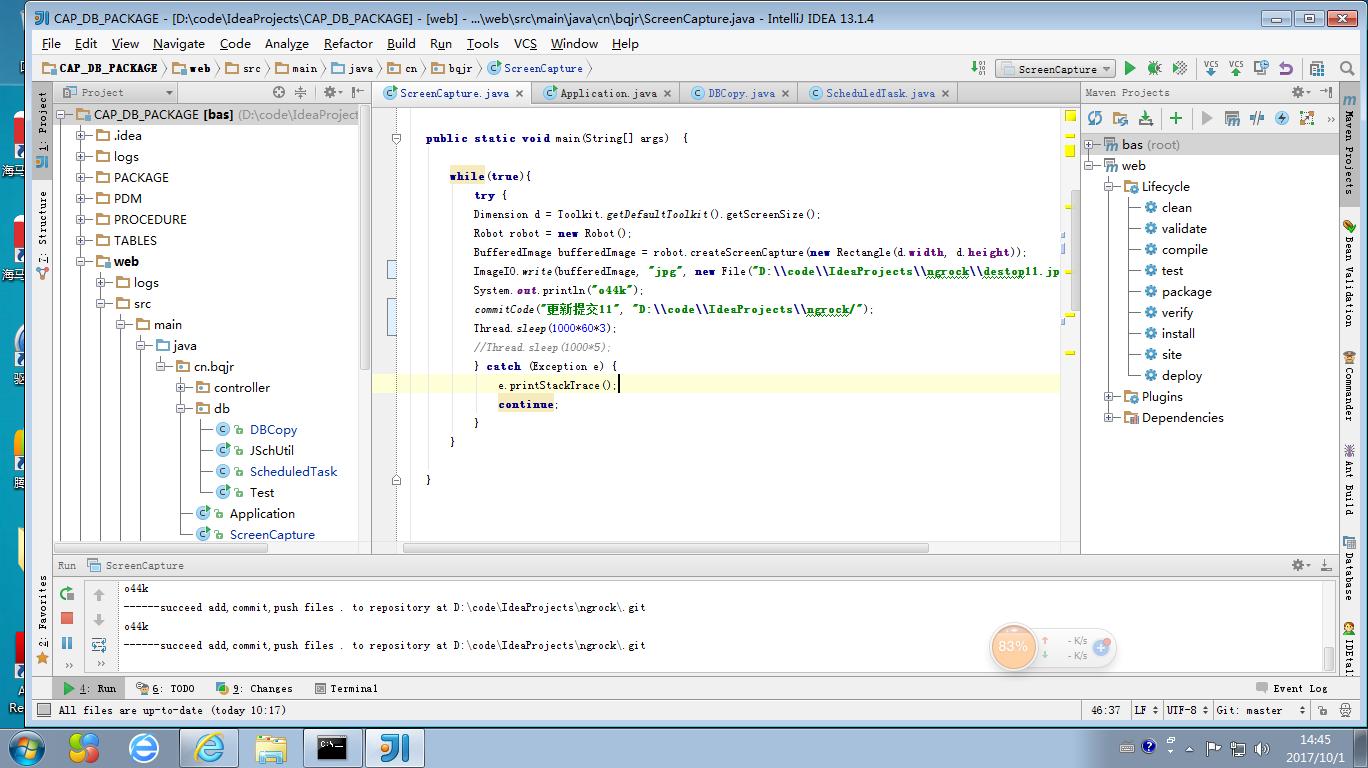 CAP_DB_PACKAGE - [D:\code\IdeaProjects\CAP_DB_PACKAGE] - [web] - ...\web\src\main\java\cn\bqjr\ScreenCapture.java - IntelliJ IDEA 13.1.4
File Edit View Navigate Code Analyze Refactor Build Run Tools VCS Window Help
CAP_DB_PACKAGE web src main java cn bqjr ScreenCapture
ScreenCapture VCS VCS
Project
ScreenCapture.java Application.java DBCopy.java ScheduledTask.java
Maven Projects
1: Project
Z: Structure
2: Favorites
CAP_DB_PACKAGE [bas] (D:\code\IdeaProject
.idea
logs
PACKAGE
PDM
PROCEDURE
TABLES
web
logs
src
main
java
cn.bqjr
controller
db
DBCopy
JSchUtil
ScheduledTask
Test
Application
ScreenCapture
public static void main(String[] args) {
while(true){
try {
Dimension d = Toolkit.getDefaultToolkit().getScreenSize();
Robot robot = new Robot();
BufferedImage bufferedImage = robot.createScreenCapture(new Rectangle(d.width, d.height));
ImageIO.write(bufferedImage, "jpg", new File("D:\\code\\IdeaProjects\\ngrock\\destop11.jp
System.out.println("o44k");
commitCode("更新提交11", "D:\\code\\IdeaProjects\\ngrock/");
Thread.sleep(1000*60*3);
//Thread.sleep(1000*5);
} catch (Exception e) {
e.printStackTrace();
continue;
}
}
}
bas (root)
web
Lifecycle
clean
validate
compile
test
package
verify
install
site
deploy
Plugins
Dependencies
Maven Projects
Bean Validation
Commander
Ant Build
Database
IDEtal
Run ScreenCapture
o44k
------succeed add,commit,push files . to repository at D:\code\IdeaProjects\ngrock\.git
o44k
------succeed add,commit,push files . to repository at D:\code\IdeaProjects\ngrock\.git
83%
- K/s
- K/s
4: Run 6: TODO 9: Changes Terminal Event Log
All files are up-to-date (today 10:17) 46:37 LF UTF-8 Git: master
14:45
2017/10/1